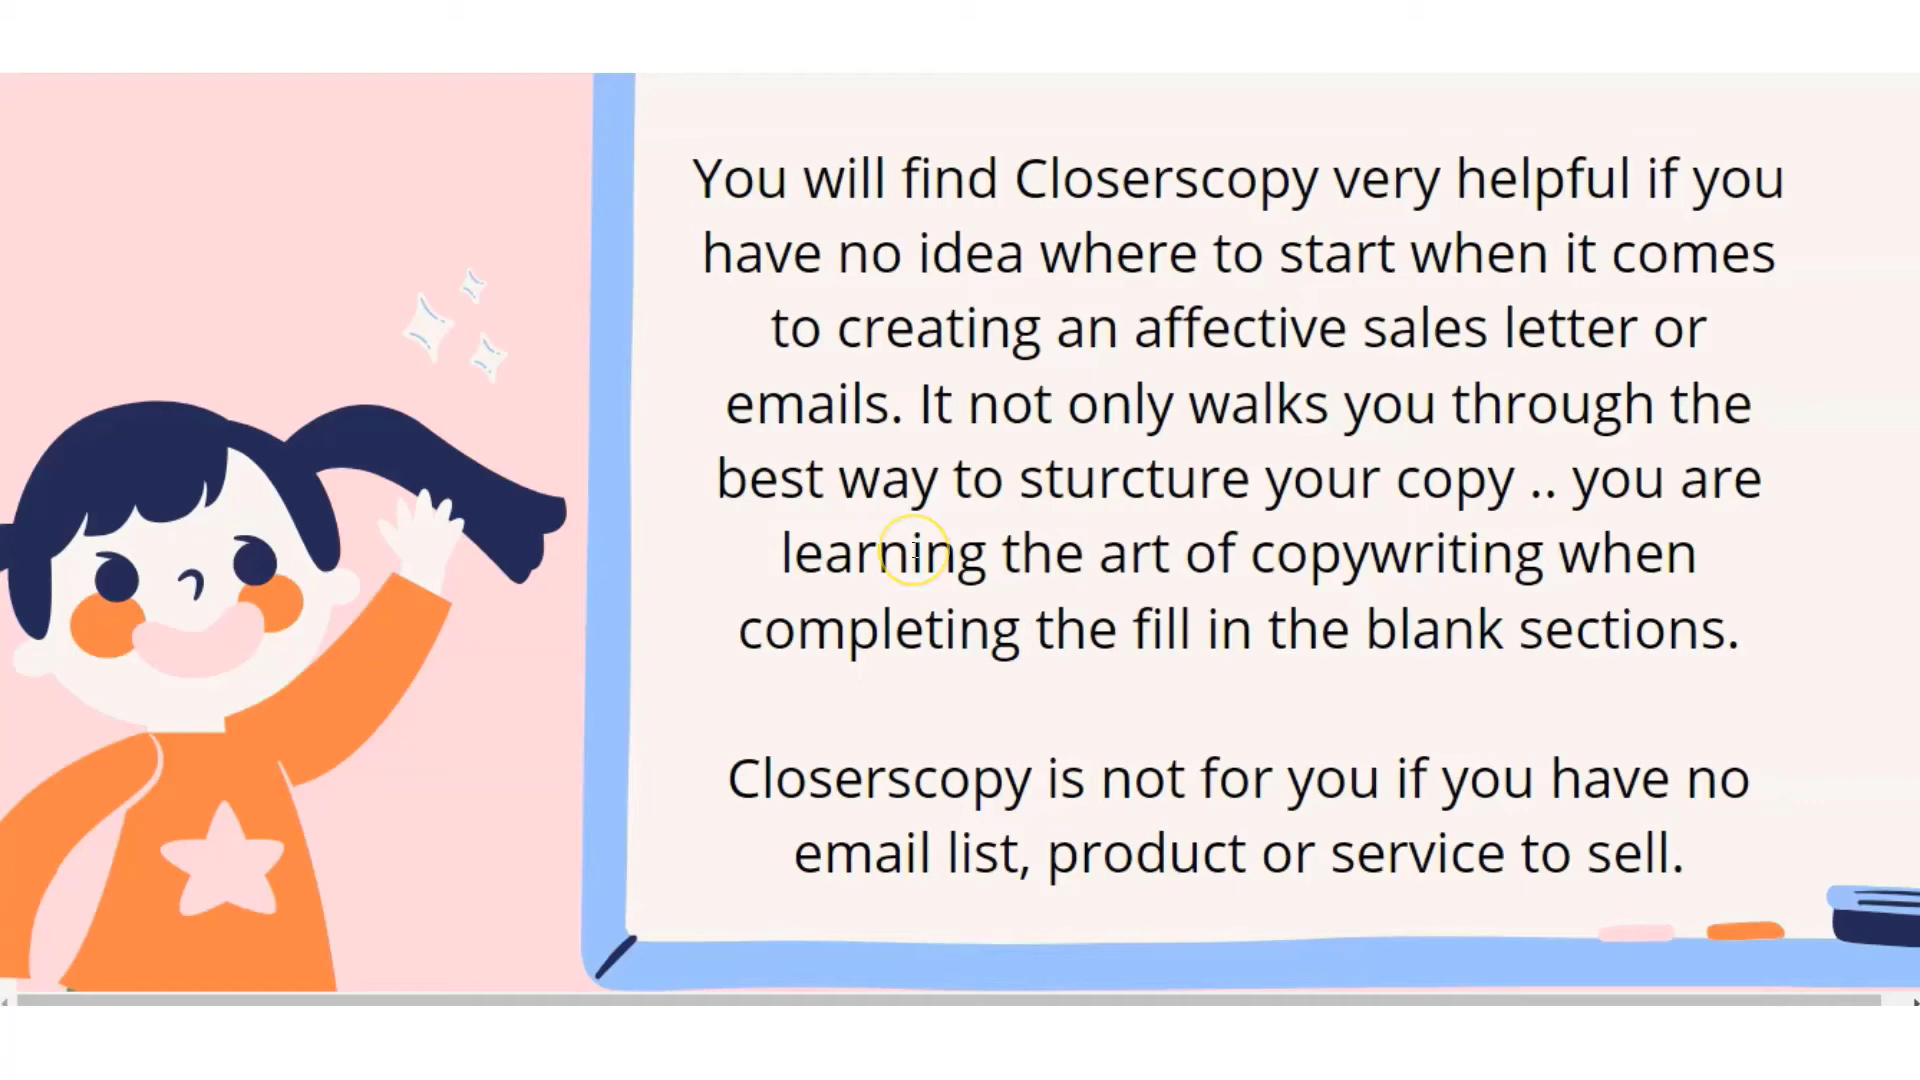 You will find Closerscopy very helpful if you
have no idea where to start when it comes
to creating an affective sales letter or
emails. It not only walks you through the
best way to sturcture your copy .. you are
learning the art of copywriting when
completing the fill in the blank sections.
Closerscopy is not for you if you have no
email list, product or service to sell.